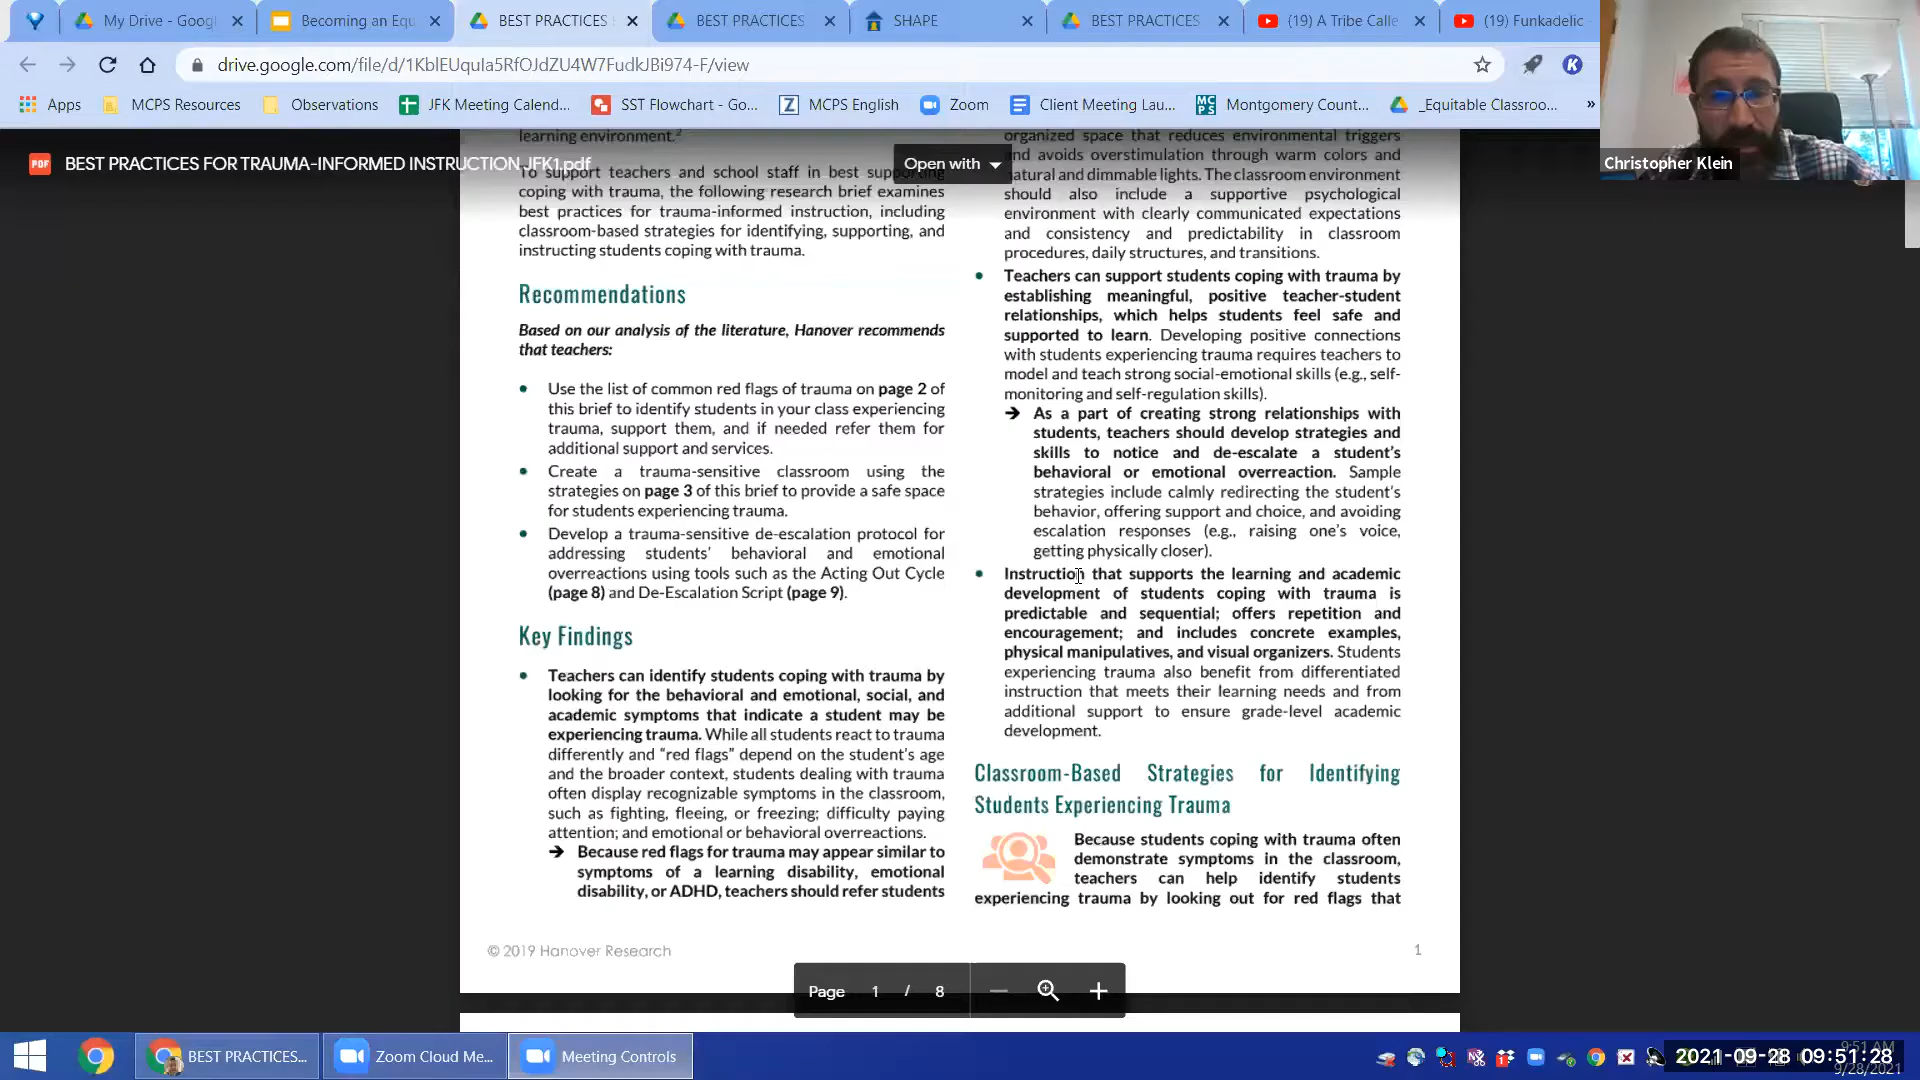 My Drive - Googl
Becoming an Equ
BEST PRACTICES
BEST PRACTICES
SHAPE
BEST PRACTICES
(19) A Tribe Calle
(19) Funkadelic -
drive.google.com/file/d/1KblEUquIa5RfOJdZU4W7FudkJBi974-F/view
K
Apps
MCPS Resources
Observations
JFK Meeting Calend...
SST Flowchart - Go...
MCPS English
Zoom
Client Meeting Lau...
Montgomery Count...
_Equitable Classroo...
»
Christopher Klein
PDF
BEST PRACTICES FOR TRAUMA-INFORMED INSTRUCTION JFK1.pdf
Open with
learning environment.²
To support teachers and school staff in best supporting
coping with trauma, the following research brief examines
best practices for trauma-informed instruction, including
classroom-based strategies for identifying, supporting, and
instructing students coping with trauma.
Recommendations
Based on our analysis of the literature, Hanover recommends
that teachers:
• Use the list of common red flags of trauma on page 2 of
this brief to identify students in your class experiencing
trauma, support them, and if needed refer them for
additional support and services.
• Create a trauma-sensitive classroom using the
strategies on page 3 of this brief to provide a safe space
for students experiencing trauma.
• Develop a trauma-sensitive de-escalation protocol for
addressing students' behavioral and emotional
overreactions using tools such as the Acting Out Cycle
(page 8) and De-Escalation Script (page 9).
Key Findings
• Teachers can identify students coping with trauma by
looking for the behavioral and emotional, social, and
academic symptoms that indicate a student may be
experiencing trauma. While all students react to trauma
differently and "red flags" depend on the student's age
and the broader context, students dealing with trauma
often display recognizable symptoms in the classroom,
such as fighting, fleeing, or freezing; difficulty paying
attention; and emotional or behavioral overreactions.
➔ Because red flags for trauma may appear similar to
symptoms of a learning disability, emotional
disability, or ADHD, teachers should refer students
organized space that reduces environmental triggers
and avoids overstimulation through warm colors and
natural and dimmable lights. The classroom environment
should also include a supportive psychological
environment with clearly communicated expectations
and consistency and predictability in classroom
procedures, daily structures, and transitions.
• Teachers can support students coping with trauma by
establishing meaningful, positive teacher-student
relationships, which helps students feel safe and
supported to learn. Developing positive connections
with students experiencing trauma requires teachers to
model and teach strong social-emotional skills (e.g., self-
monitoring and self-regulation skills).
➔ As a part of creating strong relationships with
students, teachers should develop strategies and
skills to notice and de-escalate a student's
behavioral or emotional overreaction. Sample
strategies include calmly redirecting the student's
behavior, offering support and choice, and avoiding
escalation responses (e.g., raising one's voice,
getting physically closer).
• Instruction that supports the learning and academic
development of students coping with trauma is
predictable and sequential; offers repetition and
encouragement; and includes concrete examples,
physical manipulatives, and visual organizers. Students
experiencing trauma also benefit from differentiated
instruction that meets their learning needs and from
additional support to ensure grade-level academic
development.
Classroom-Based Strategies for Identifying
Students Experiencing Trauma
Because students coping with trauma often
demonstrate symptoms in the classroom,
teachers can help identify students
experiencing trauma by looking out for red flags that
© 2019 Hanover Research
1
Page 1 / 8
BEST PRACTICES...
Zoom Cloud Me...
Meeting Controls
9:51 AM
2021-09-28 09:51:28
9/28/2021